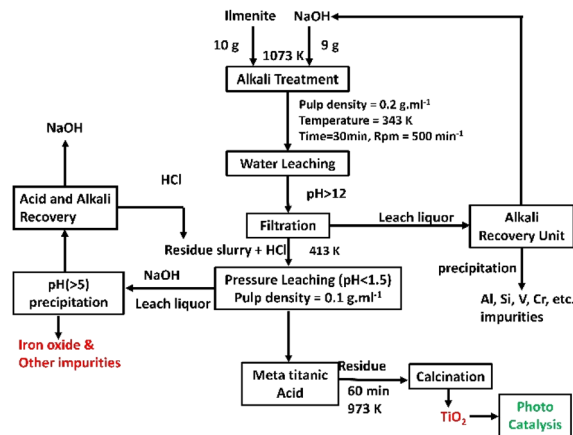 Ilmenite
NaOH
10 g
9 g
1073 K
Alkali Treatment
Pulp density = 0.2 g.ml⁻¹
Temperature = 343 K
Time=30min, Rpm = 500 min⁻¹
NaOH
Water Leaching
HCl
pH>12
Acid and Alkali
Recovery
Filtration
Leach liquor
Alkali
Recovery Unit
Residue slurry + HCl
413 K
precipitation
NaOH
pH(>5)
precipitation
Leach liquor
Pressure Leaching (pH<1.5)
Pulp density = 0.1 g.ml⁻¹
Al, Si, V, Cr, etc.
impurities
Iron oxide &
Other impurities
Meta titanic
Acid
Residue
60 min
973 K
Calcination
TiO₂
Photo
Catalysis